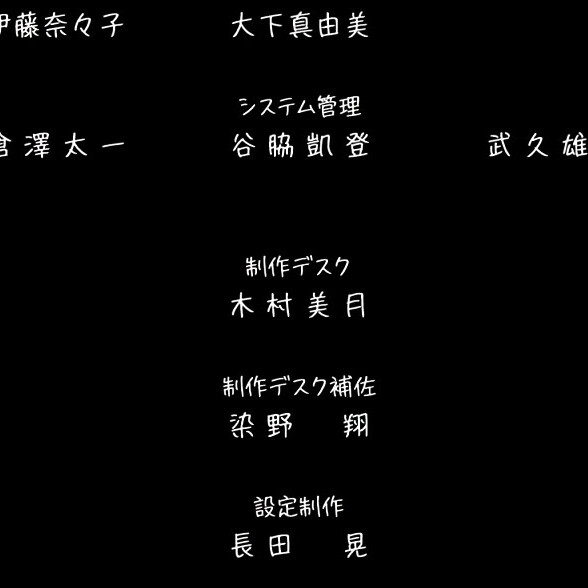 伊藤奈々子 大下真由美
システム管理
倉澤太一 谷脇凱登 武久雄
制作デスク
木村美月
制作デスク補佐
染野 翔
設定制作
長田 晃